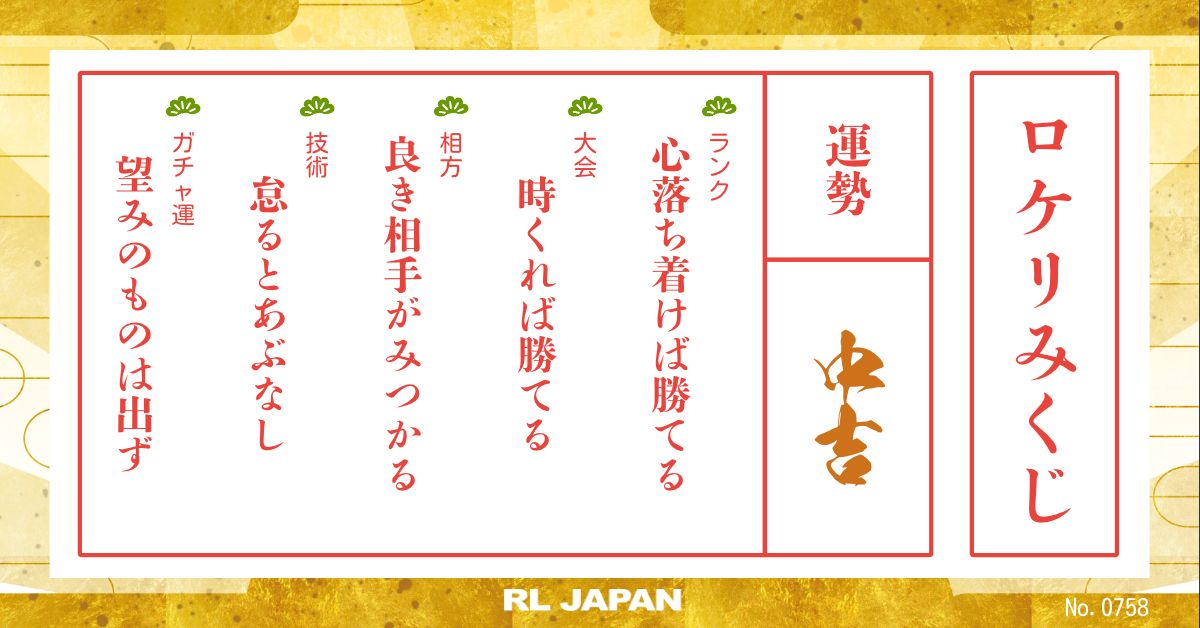 ロケリみくじ
運勢
中吉
ランク
心落ち着けば勝てる
大会
時くれば勝てる
相方
良き相手がみつかる
技術
怠るとあぶなし
ガチャ運
望みのものは出ず
RL JAPAN
No. 0758